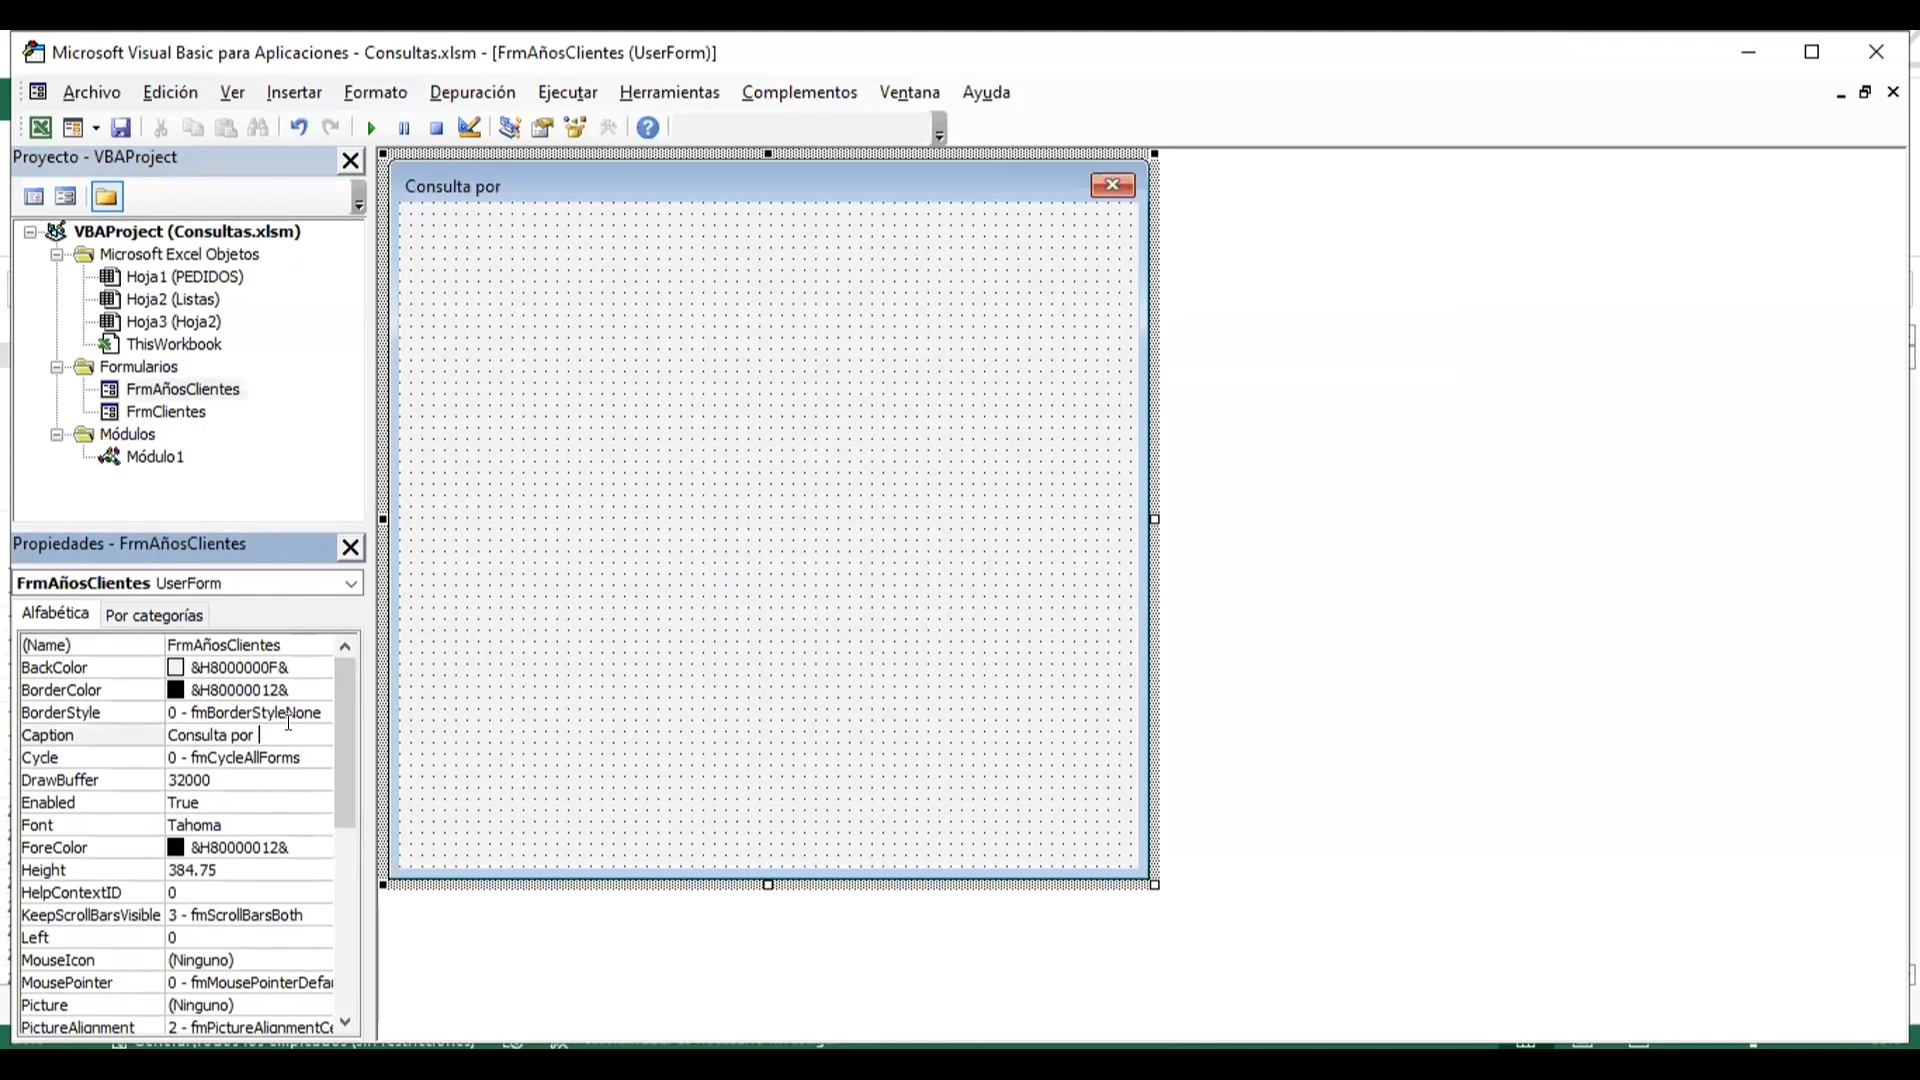 Microsoft Visual Basic para Aplicaciones - Consultas.xlsm - [FrmAñosClientes (UserForm)]
Archivo Edición Ver Insertar Formato Depuración Ejecutar Herramientas Complementos Ventana Ayuda
Proyecto - VBAProject
VBAProject (Consultas.xlsm)
Microsoft Excel Objetos
Hoja1 (PEDIDOS)
Hoja2 (Listas)
Hoja3 (Hoja2)
ThisWorkbook
Formularios
FrmAñosClientes
FrmClientes
Módulos
Módulo1
Propiedades - FrmAñosClientes
FrmAñosClientes UserForm
Alfabética Por categorías
(Name) FrmAñosClientes
BackColor &H8000000F&
BorderColor &H80000012&
BorderStyle 0 - fmBorderStyleNone
Caption Consulta por
Cycle 0 - fmCycleAllForms
DrawBuffer 32000
Enabled True
Font Tahoma
ForeColor &H80000012&
Height 384.75
HelpContextID 0
KeepScrollBarsVisible 3 - fmScrollBarsBoth
Left 0
MouseIcon (Ninguno)
MousePointer 0 - fmMousePointerDefau
Picture (Ninguno)
PictureAlignment 2 - fmPictureAlignmentCe
Consulta por